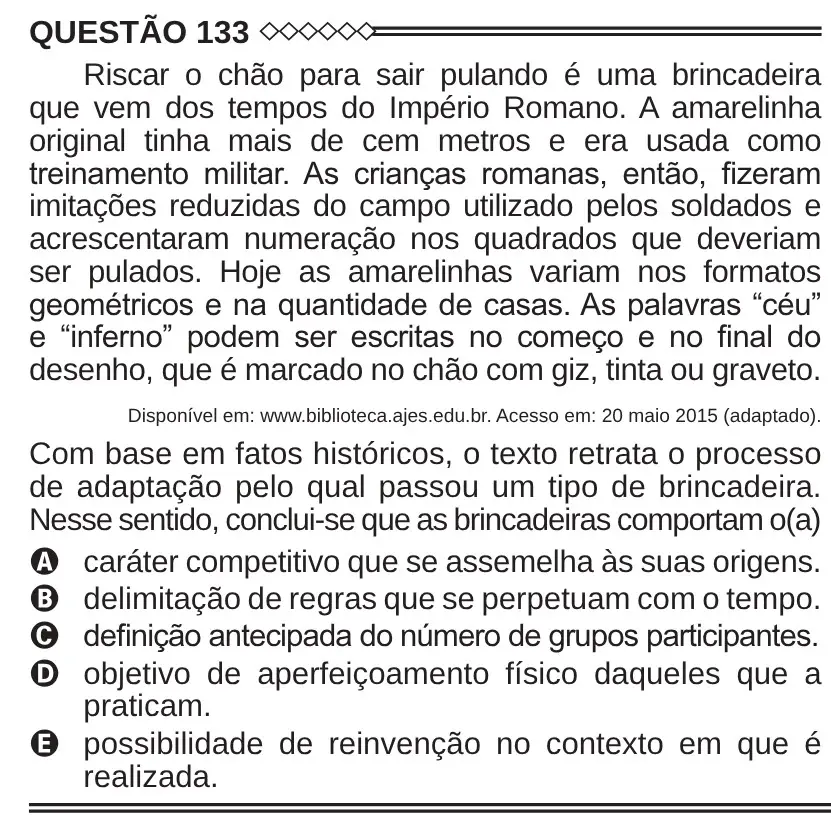 QUESTÃO 133
Riscar o chão para sair pulando é uma brincadeira
que vem dos tempos do Império Romano. A amarelinha
original tinha mais de cem metros e era usada como
treinamento militar. As crianças romanas, então, fizeram
imitações reduzidas do campo utilizado pelos soldados e
acrescentaram numeração nos quadrados que deveriam
ser pulados. Hoje as amarelinhas variam nos formatos
geométricos e na quantidade de casas. As palavras “céu”
e “inferno” podem ser escritas no começo e no final do
desenho, que é marcado no chão com giz, tinta ou graveto.
Disponível em: www.biblioteca.ajes.edu.br. Acesso em: 20 maio 2015 (adaptado).
Com base em fatos históricos, o texto retrata o processo
de adaptação pelo qual passou um tipo de brincadeira.
Nesse sentido, conclui-se que as brincadeiras comportam o(a)
A caráter competitivo que se assemelha às suas origens.
B delimitação de regras que se perpetuam com o tempo.
C definição antecipada do número de grupos participantes.
D objetivo de aperfeiçoamento físico daqueles que a
praticam.
E possibilidade de reinvenção no contexto em que é
realizada.